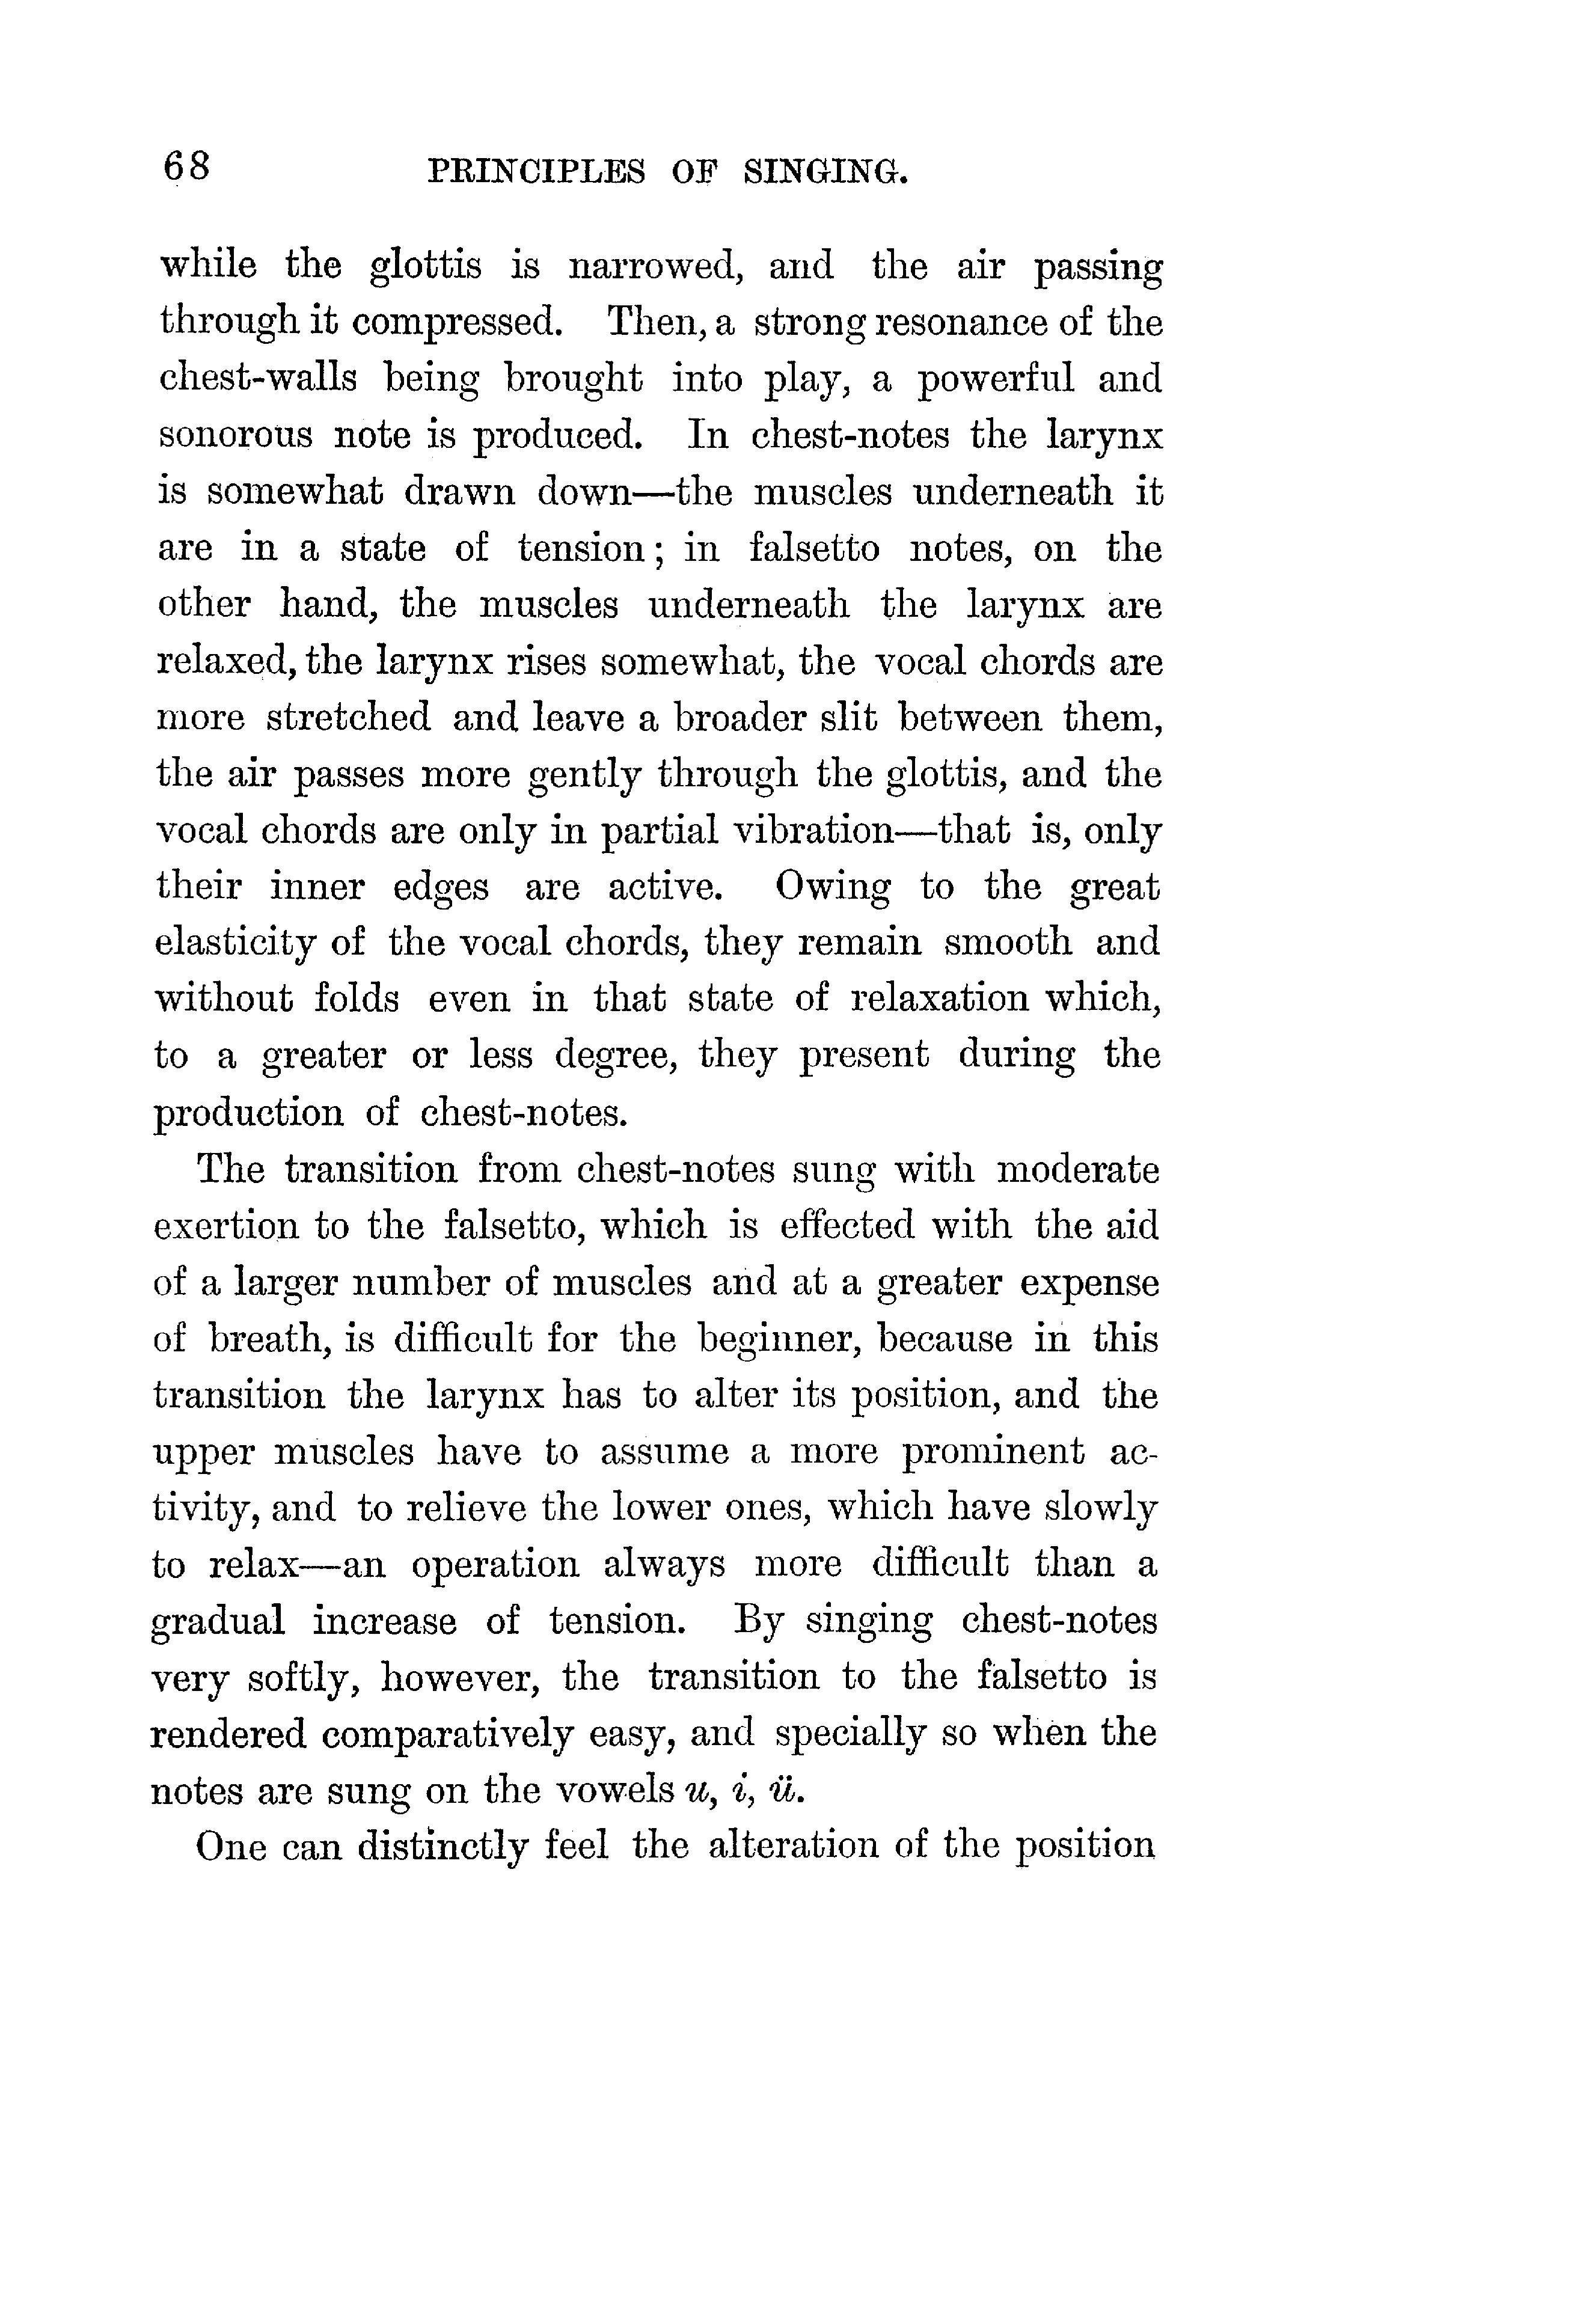 68 PRINCIPLES OF SINGING.
while the glottis is narrowed, and the air passing
through it compressed. Then, a strong resonance of the
chest-walls being brought into play, a powerful and
sonorous note is produced. In chest-notes the larynx
is somewhat drawn down—the muscles underneath it
are in a state of tension; in falsetto notes, on the
other hand, the muscles underneath the larynx are
relaxed, the larynx rises somewhat, the vocal chords are
more stretched and leave a broader slit between them,
the air passes more gently through the glottis, and the
vocal chords are only in partial vibration—that is, only
their inner edges are active. Owing to the great
elasticity of the vocal chords, they remain smooth and
without folds even in that state of relaxation which,
to a greater or less degree, they present during the
production of chest-notes.
The transition from chest-notes sung with moderate
exertion to the falsetto, which is effected with the aid
of a larger number of muscles and at a greater expense
of breath, is difficult for the beginner, because in this
transition the larynx has to alter its position, and the
upper muscles have to assume a more prominent ac-
tivity, and to relieve the lower ones, which have slowly
to relax—an operation always more difficult than a
gradual increase of tension. By singing chest-notes
very softly, however, the transition to the falsetto is
rendered comparatively easy, and specially so when the
notes are sung on the vowels u, i, ü.
One can distinctly feel the alteration of the position